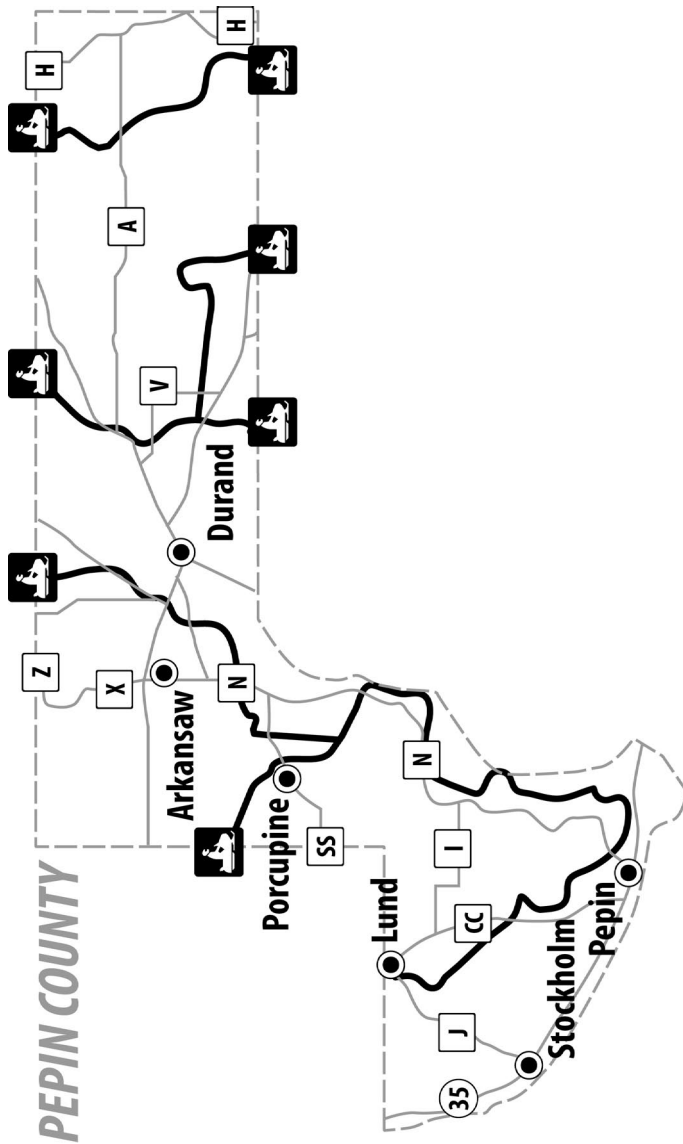 PEPIN COUNTY
Z
X
Arkansaw
N
Porcupine
SS
Durand
V
A
H
H
Lund
N
I
CC
J
35
Stockholm
Pepin